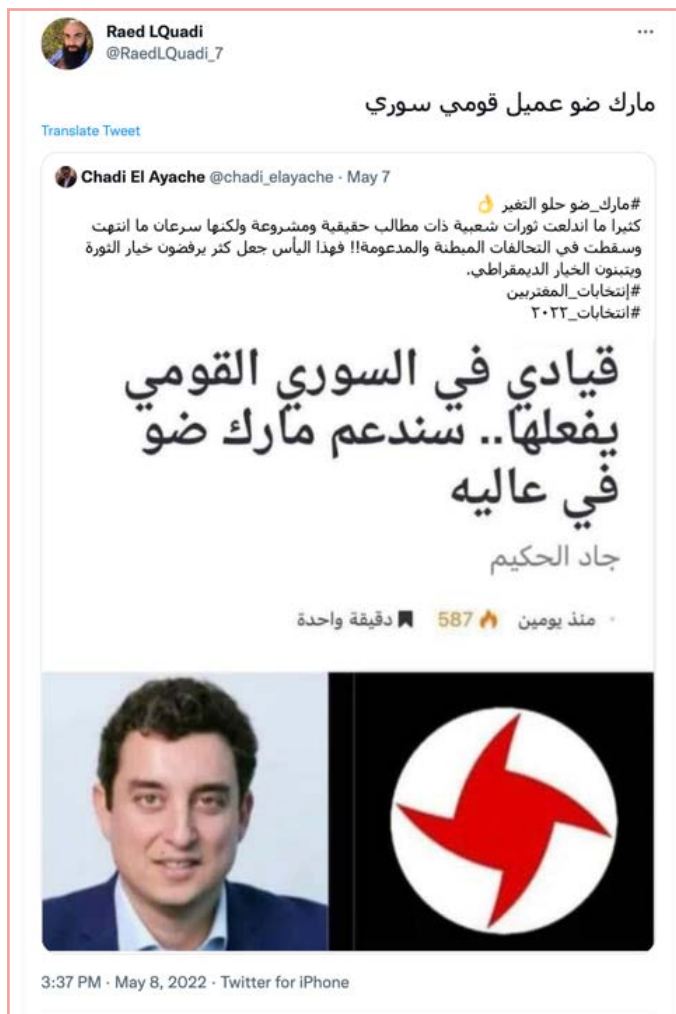 Raed LQuadi
@RaedLQuadi_7
مارك ضو عميل قومي سوري
Translate Tweet
Chadi El Ayache @chadi_elayache · May 7
#مارك_ضو حلو التغير 👌
كثيرا ما اندلعت ثورات شعبية ذات مطالب حقيقية ومشروعة ولكنها سرعان ما انتهت
وسقطت في التحالفات المبطنة والمدعومة!! فهذا اليأس جعل كثر يرفضون خيار الثورة
ويتبنون الخيار الديمقراطي.
#إنتخابات_المغتربين
#انتخابات_٢٠٢٢
قيادي في السوري القومي
يفعلها.. سندعم مارك ضو
في عاليه
جاد الحكيم
منذ يومين 587 دقيقة واحدة
3:37 PM · May 8, 2022 · Twitter for iPhone